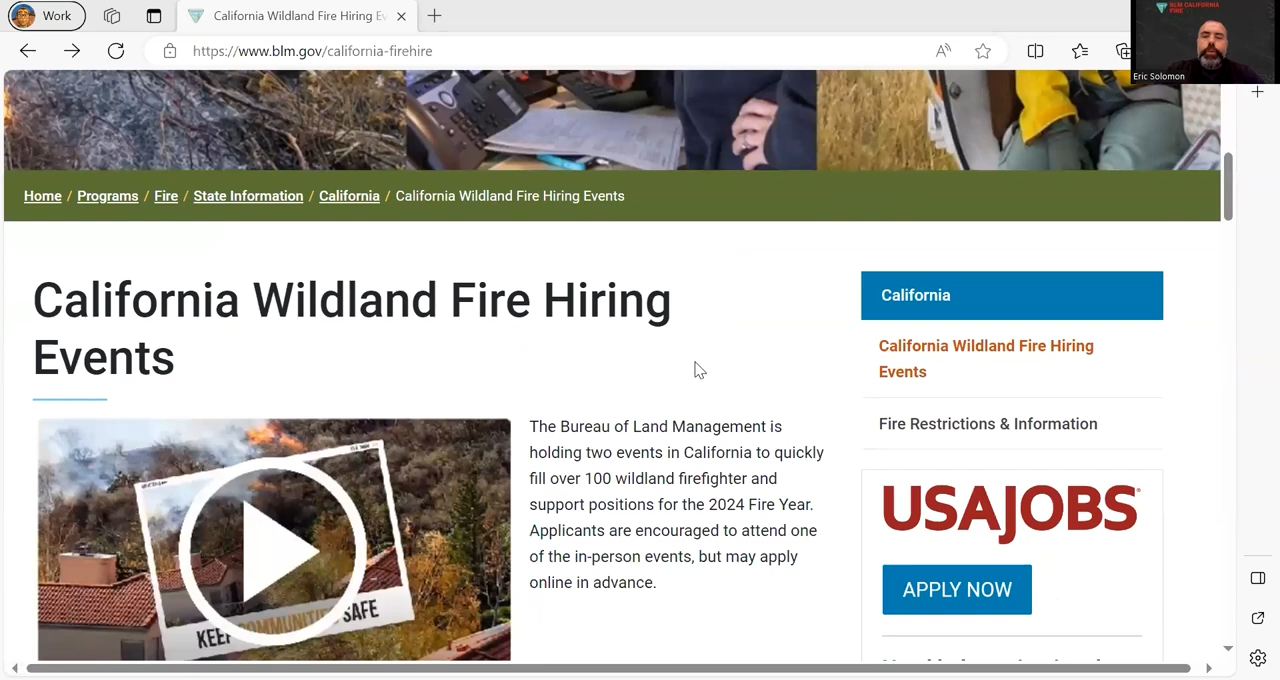 Work
California Wildland Fire Hiring Ev
https://www.blm.gov/california-firehire
BLM CALIFORNIA
FIRE
Eric Solomon
Home / Programs / Fire / State Information / California / California Wildland Fire Hiring Events
California Wildland Fire Hiring
Events
KEEP COMMUNITIES SAFE
The Bureau of Land Management is
holding two events in California to quickly
fill over 100 wildland firefighter and
support positions for the 2024 Fire Year.
Applicants are encouraged to attend one
of the in-person events, but may apply
online in advance.
California
California Wildland Fire Hiring
Events
Fire Restrictions & Information
USAJOBS
APPLY NOW